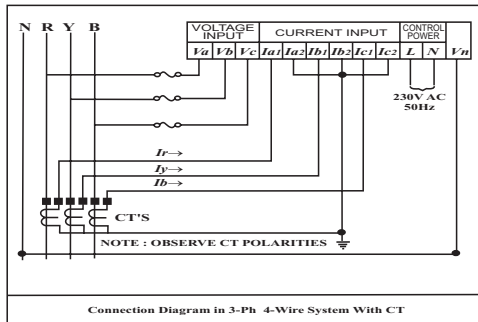 N R Y B
VOLTAGE INPUT CURRENT INPUT CONTROL POWER
Va Vb Vc Ia1 Ia2 Ib1 Ib2 Ic1 Ic2 L N Vn
230V AC
50Hz
Ir→
Iy→
Ib→
CT'S
NOTE : OBSERVE CT POLARITIES
Connection Diagram in 3-Ph 4-Wire System With CT